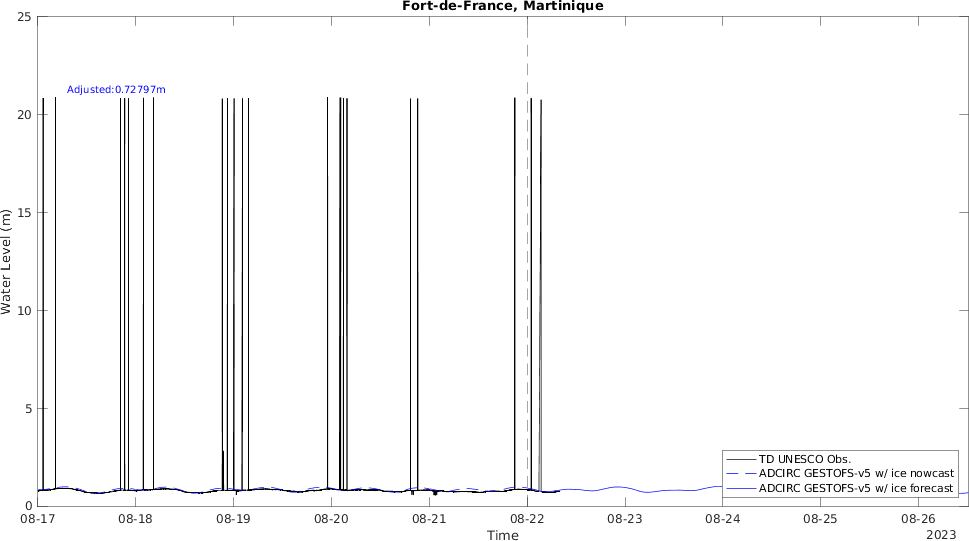 Fort-de-France, Martinique
25
Adjusted:0.72797m
20
15
Water Level (m)
10
5
TD UNESCO Obs.
ADCIRC GESTOFS-v5 w/ ice nowcast
ADCIRC GESTOFS-v5 w/ ice forecast
0
08-17 08-18 08-19 08-20 08-21 08-22 08-23 08-24 08-25 08-26
Time
2023